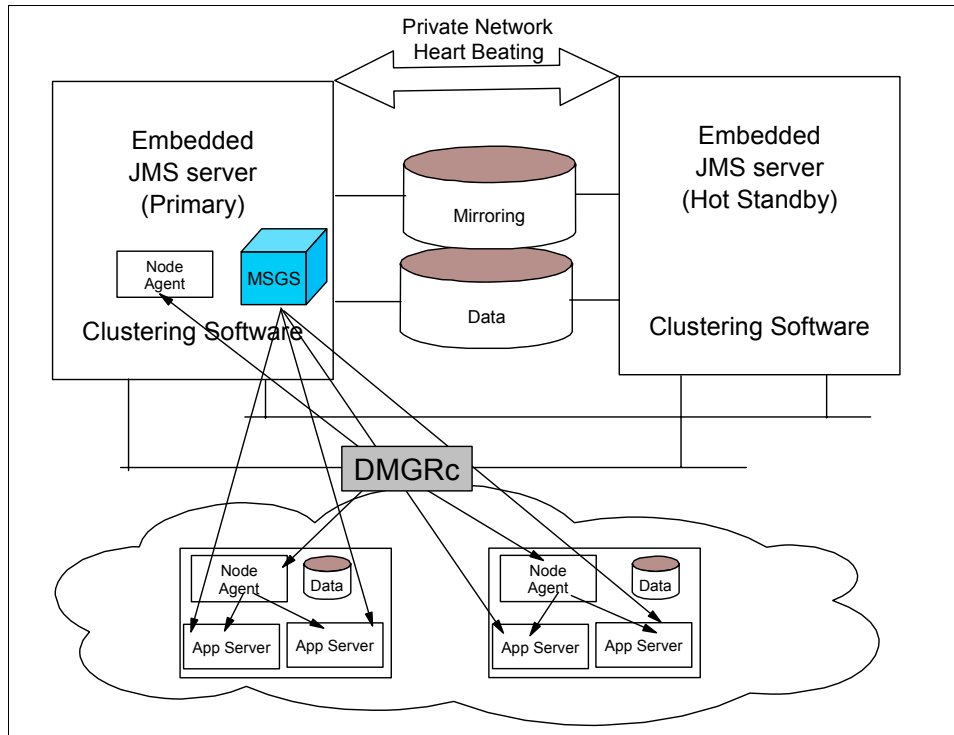 Private Network
Heart Beating
Embedded
JMS server
(Primary)
Node
Agent
MSGS
Clustering Software
Mirroring
Data
Embedded
JMS server
(Hot Standby)
Clustering Software
DMGRc
Node
Agent
Data
App Server
App Server
Node
Agent
Data
App Server
App Server